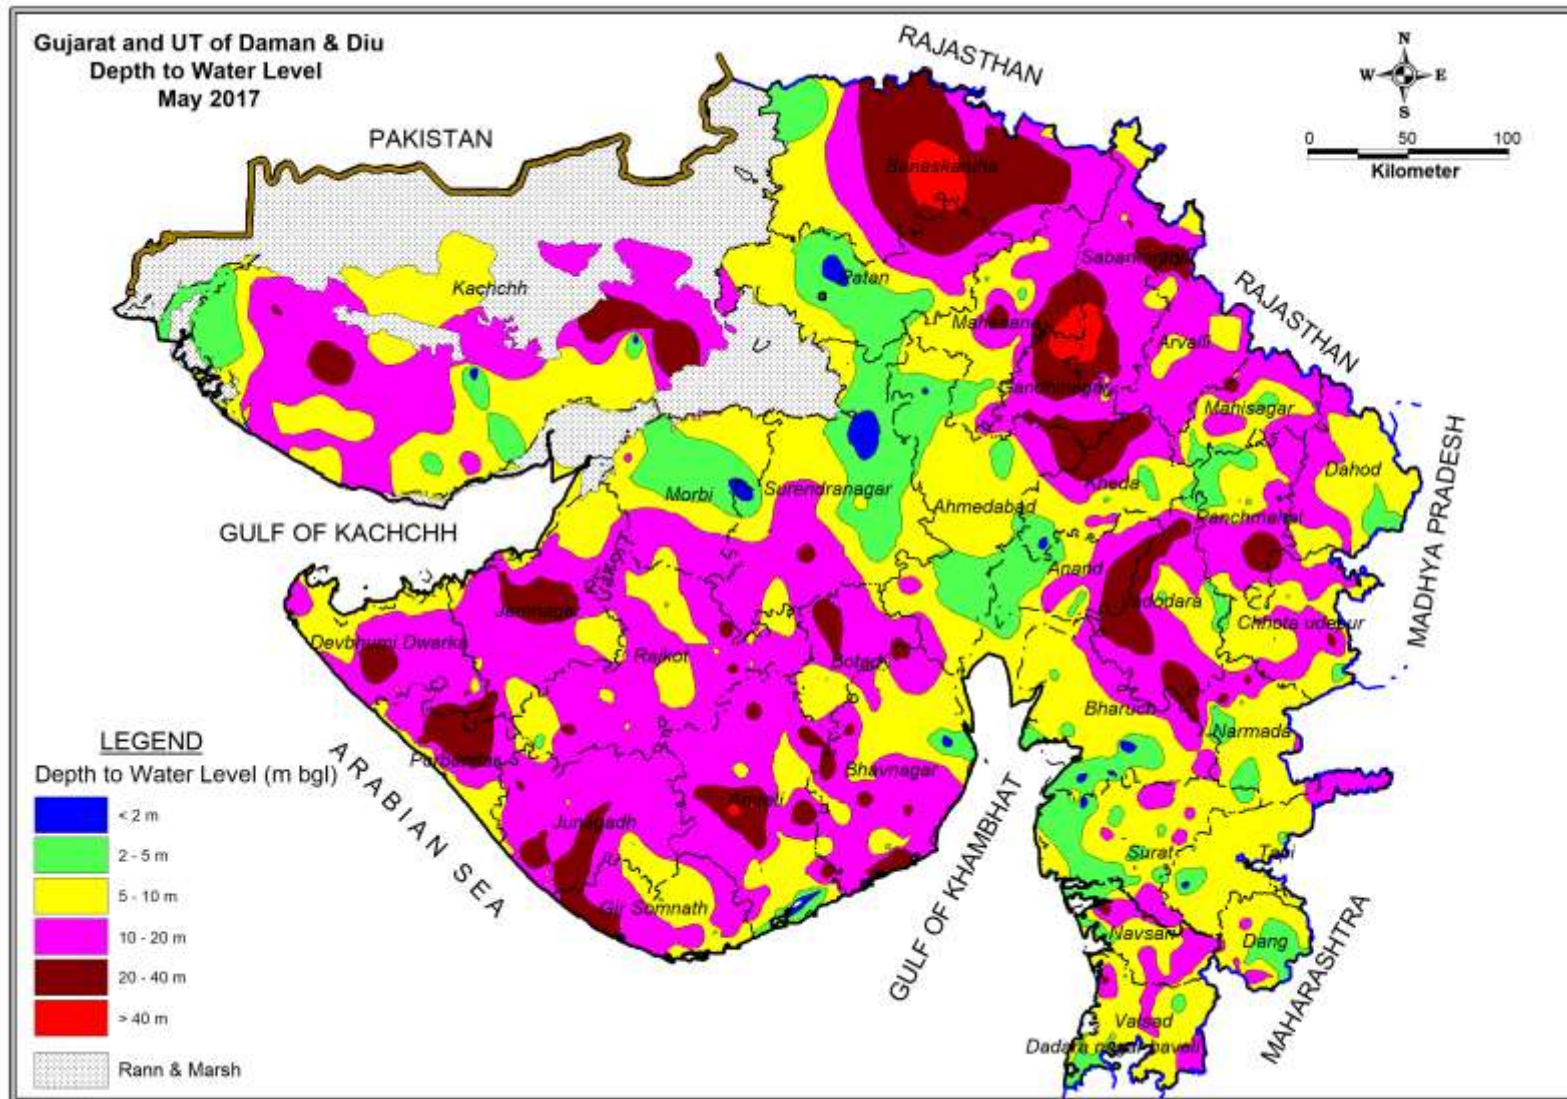 Gujarat and UT of Daman & Diu
Depth to Water Level
May 2017
RAJASTHAN
N
W E
S
0 50 100
Kilometer
PAKISTAN
Banaskantha
Sabarkantha
Patan
Kachchh
RAJASTHAN
Mahesana
Arvalli
Gandhinagar
Mahisagar
Dahod
MADHYA PRADESH
Kheda
Morbi
Surendranagar
Ahmedabad
Panchmahal
GULF OF KACHCHH
Anand
Vadodara
Jamnagar
Chhota udepur
Devbhumi Dwarka
Rajkot
Botad
Bharuch
Narmada
Porbandar
Bhavnagar
Amreli
Junagadh
ARABIAN SEA
GULF OF KHAMBHAT
Surat
Tapi
Gir Somnath
Navsari
Dang
MAHARASHTRA
Valsad
Dadara nagar haveli
LEGEND
Depth to Water Level (m bgl)
< 2 m
2 - 5 m
5 - 10 m
10 - 20 m
20 - 40 m
> 40 m
Rann & Marsh